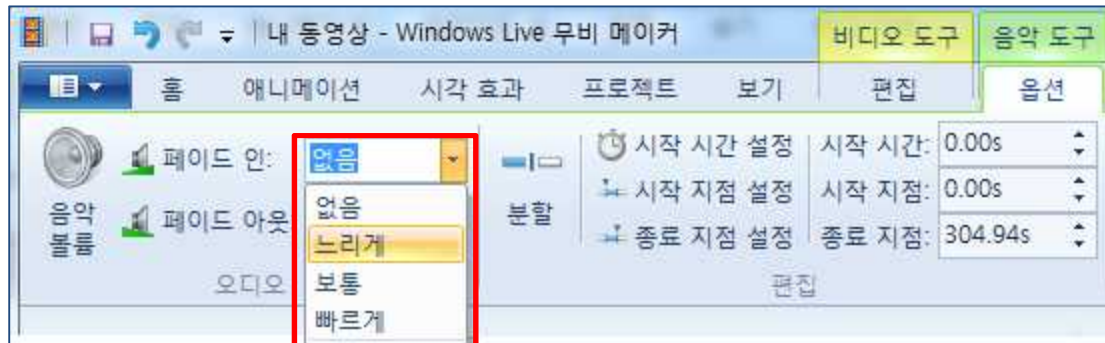 내 동영상 - Windows Live 무비 메이커
비디오 도구
음악 도구
홈 애니메이션 시각 효과 프로젝트 보기 편집 옵션
음악 볼륨
페이드 인: 없음
페이드 아웃
없음
느리게
보통
빠르게
오디오
분할
시작 시간 설정 시작 시간: 0.00s
시작 지점 설정 시작 지점: 0.00s
종료 지점 설정 종료 지점: 304.94s
편집